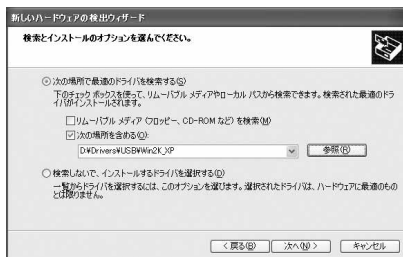 新しいハードウェアの検出ウィザード
検索とインストールのオプションを選んでください。
次の場所で最適のドライバを検索する(S)
下のチェック ボックスを使って、リムーバブル メディアやローカル パスから検索できます。検索された最適のドラ
イバがインストールされます。
リムーバブル メディア (フロッピー、CD-ROM など) を検索(M)
次の場所を含める(O):
D:¥Drivers¥USB¥Win2K_XP
参照(R)
検索しないで、インストールするドライバを選択する(D)
一覧からドライバを選択するには、このオプションを選びます。選択されたドライバは、ハードウェアに最適のもの
とは限りません。
< 戻る(B)
次へ(N) >
キャンセル